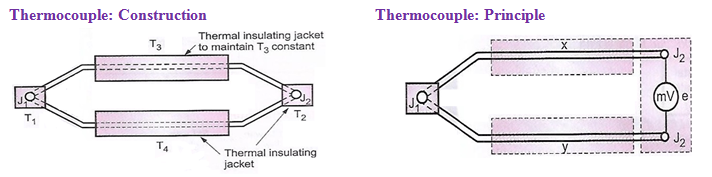 Thermocouple: Construction
T3
Thermal insulating jacket
to maintain T3 constant
J1
T1
J2
T2
T4
Thermal insulating
jacket
Thermocouple: Principle
x
J2
J1
mV e
y
J2